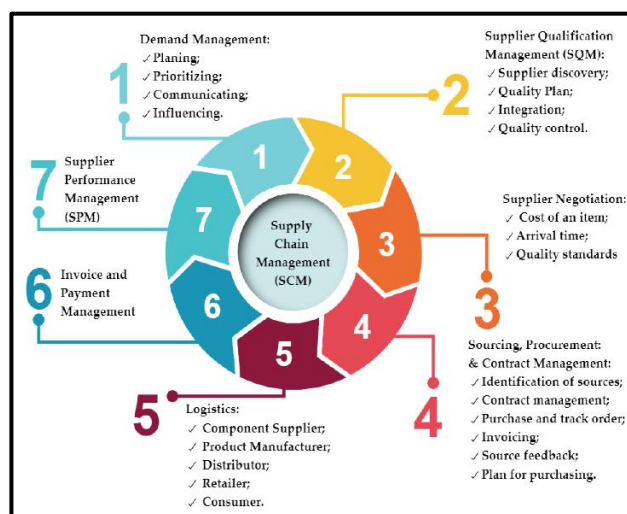 1
Demand Management:
✓ Planing;
✓ Prioritizing;
✓ Communicating;
✓ Influencing.
2
Supplier Qualification
Management (SQM):
✓ Supplier discovery;
✓ Quality Plan;
✓ Integration;
✓ Quality control.
3
Supplier Negotiation:
✓ Cost of an item;
✓ Arrival time;
✓ Quality standards
4
Sourcing, Procurement:
& Contract Management:
✓ Identification of sources;
✓ Contract management;
✓ Purchase and track order;
✓ Invoicing;
✓ Source feedback;
✓ Plan for purchasing.
5
Logistics:
✓ Component Supplier;
✓ Product Manufacturer;
✓ Distributor;
✓ Retailer;
✓ Consumer.
6
Invoice and
Payment
Management
7
Supplier
Performance
Management
(SPM)
1
2
3
4
5
6
7
Supply
Chain
Management
(SCM)